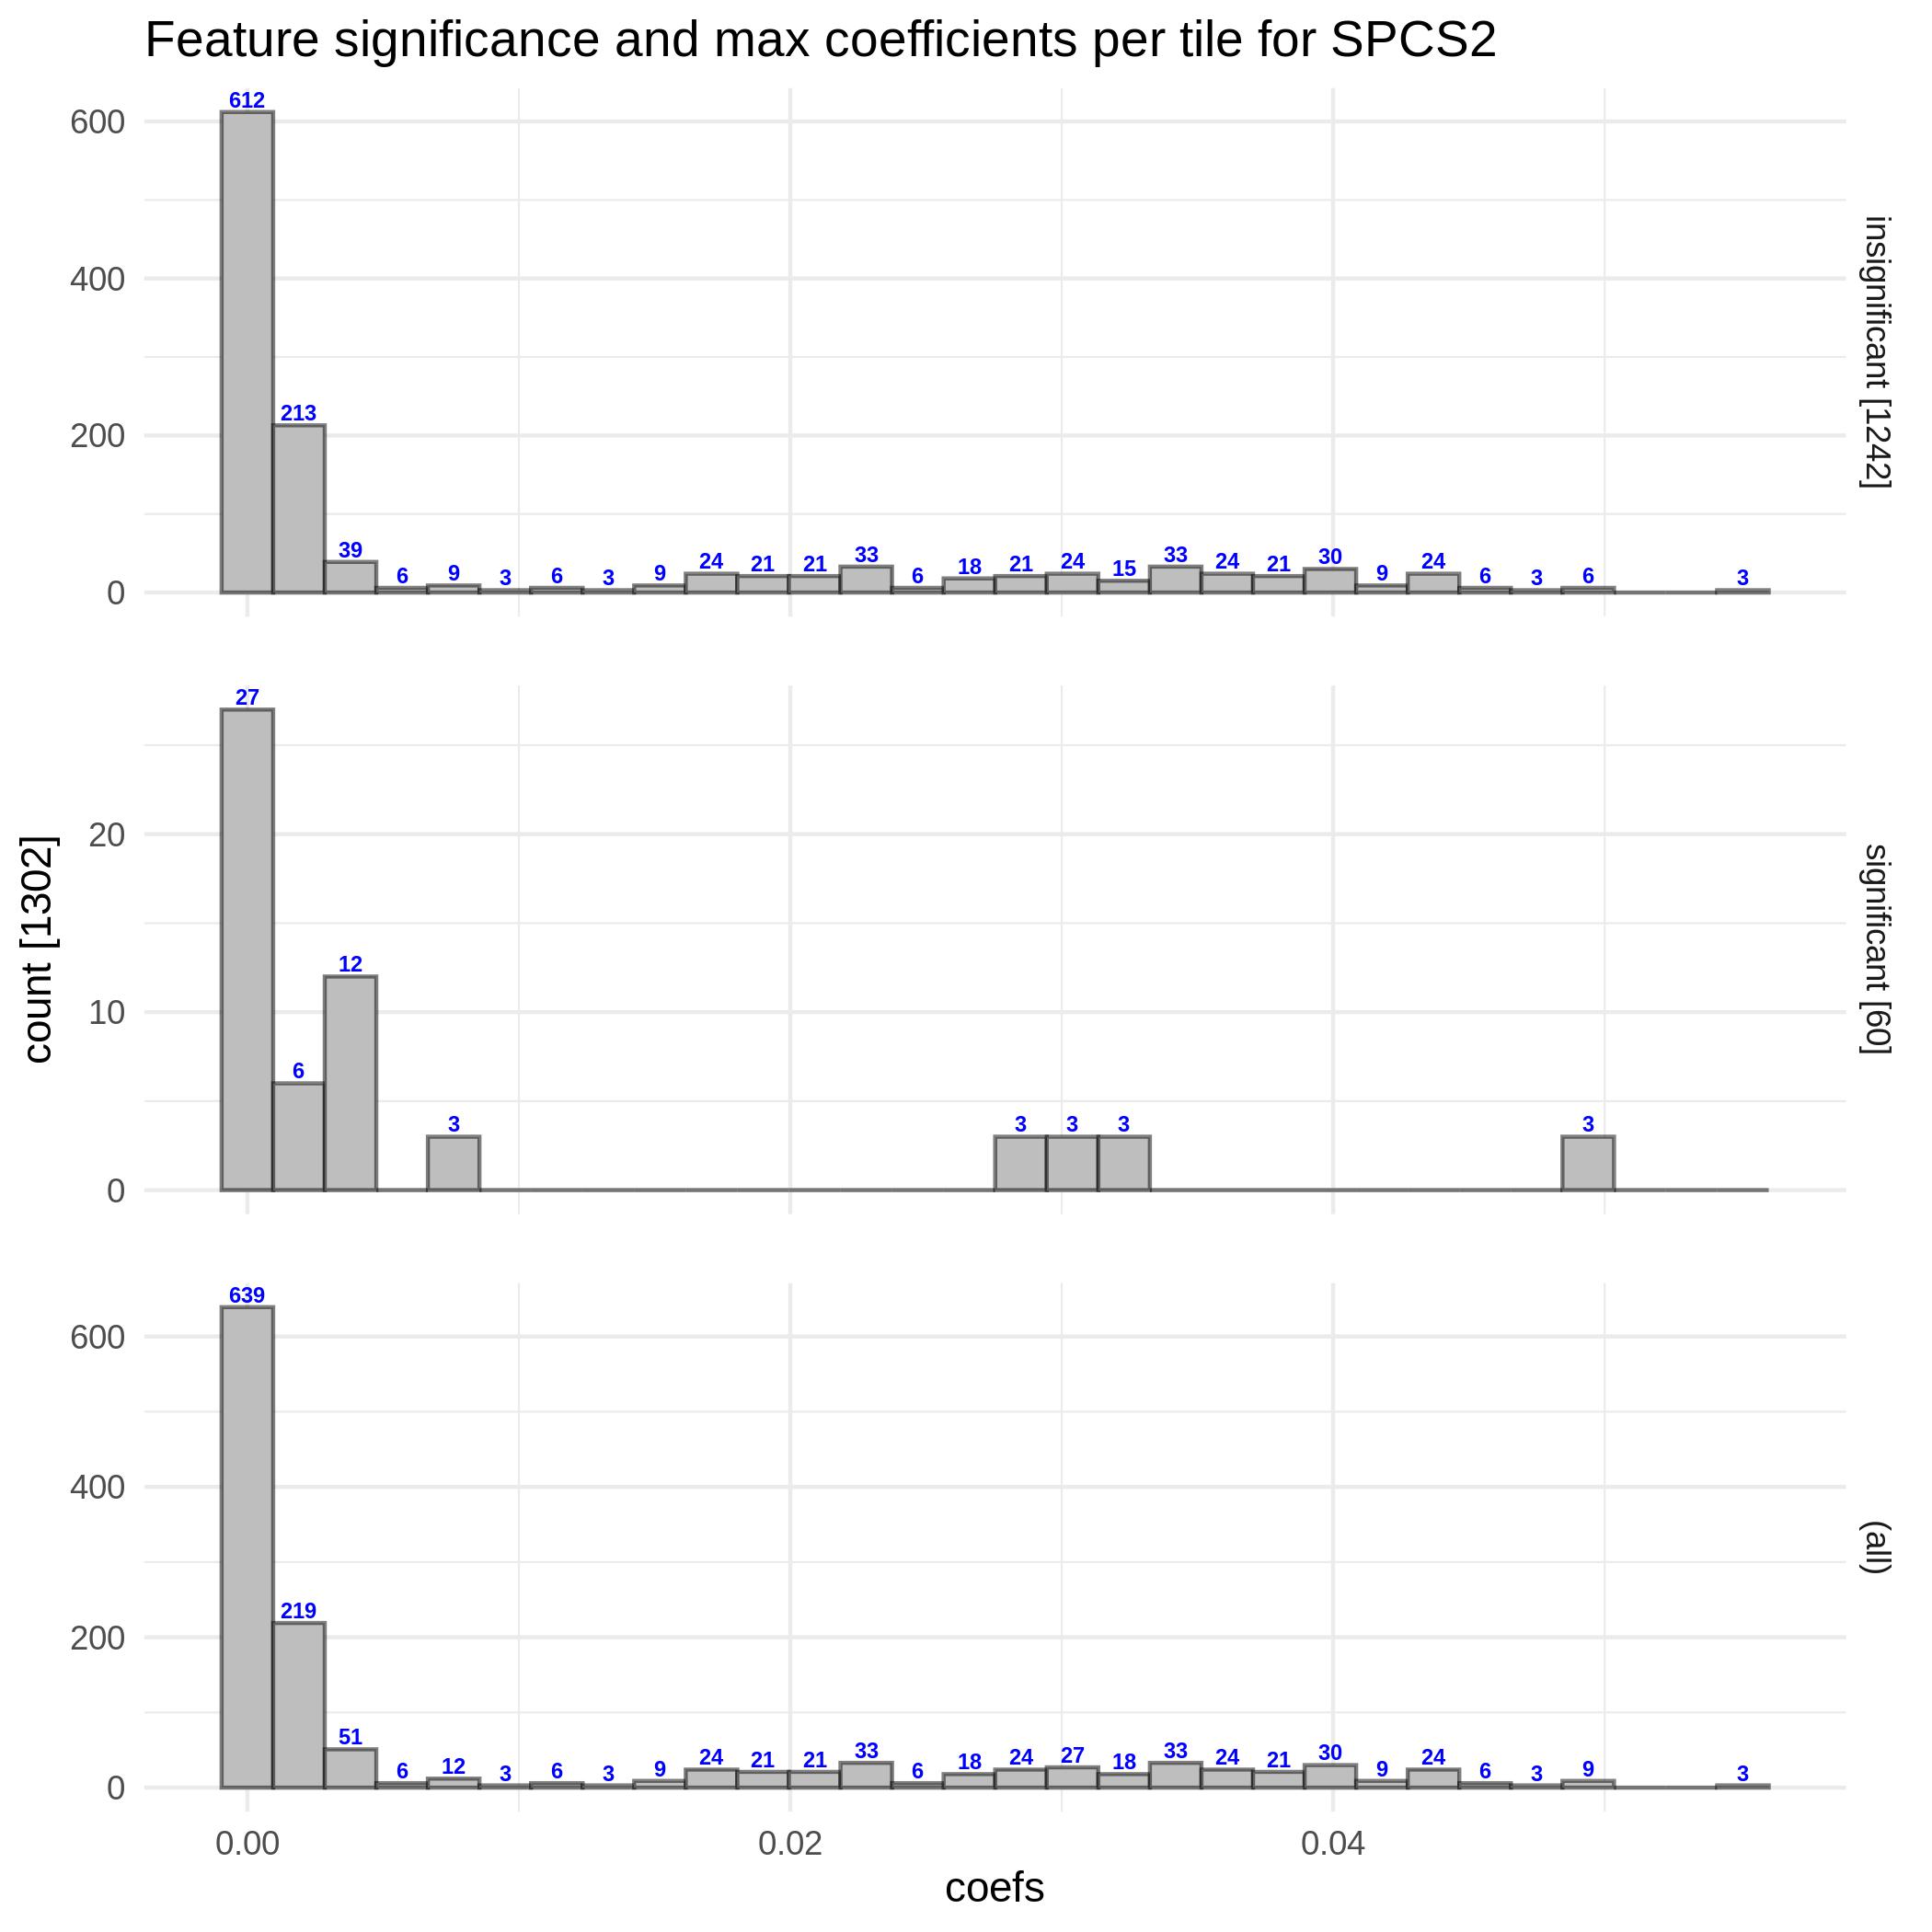 Feature significance and max coefficients per tile for SPCS2
612
600
400
213
200
39 6 9 3 6 3 9 24 21 21 33 6 18 21 24 15 33 24 21 30 9 24 6 3 6 3
0
insignificant [1242]
27
20
12
10
6
3 3 3 3 3
0
significant [60]
count [1302]
639
600
400
219
200
51 6 12 3 6 3 9 24 21 21 33 6 18 24 27 18 33 24 21 30 9 24 6 3 9 3
0
(all)
0.00 0.02 0.04
coefs